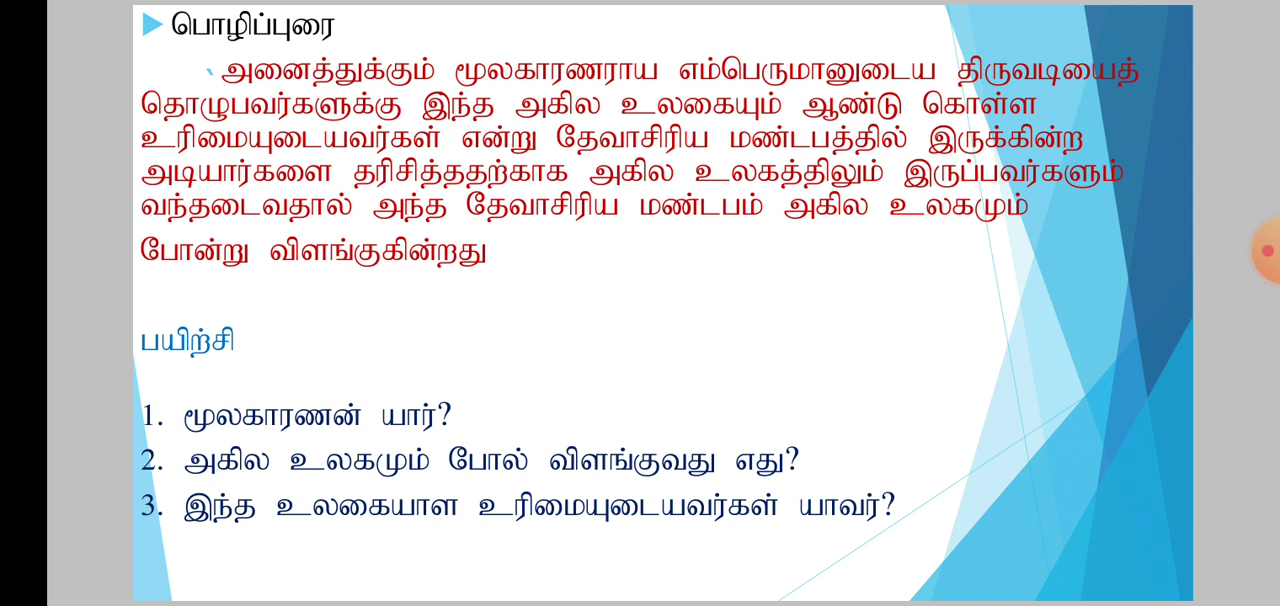 பொழிப்புரை
அனைத்துக்கும் மூலகாரணராய எம்பெருமானுடைய திருவடியைத்
தொழுபவர்களுக்கு இந்த அகில உலகையும் ஆண்டு கொள்ள
உரிமையுடையவர்கள் என்று தேவாசிரிய மண்டபத்தில் இருக்கின்ற
அடியார்களை தரிசித்ததற்காக அகில உலகத்திலும் இருப்பவர்களும்
வந்தடைவதால் அந்த தேவாசிரிய மண்டபம் அகில உலகமும்
போன்று விளங்குகின்றது
பயிற்சி
1. மூலகாரணன் யார்?
2. அகில உலகமும் போல் விளங்குவது எது?
3. இந்த உலகையாள உரிமையுடையவர்கள் யாவர்?